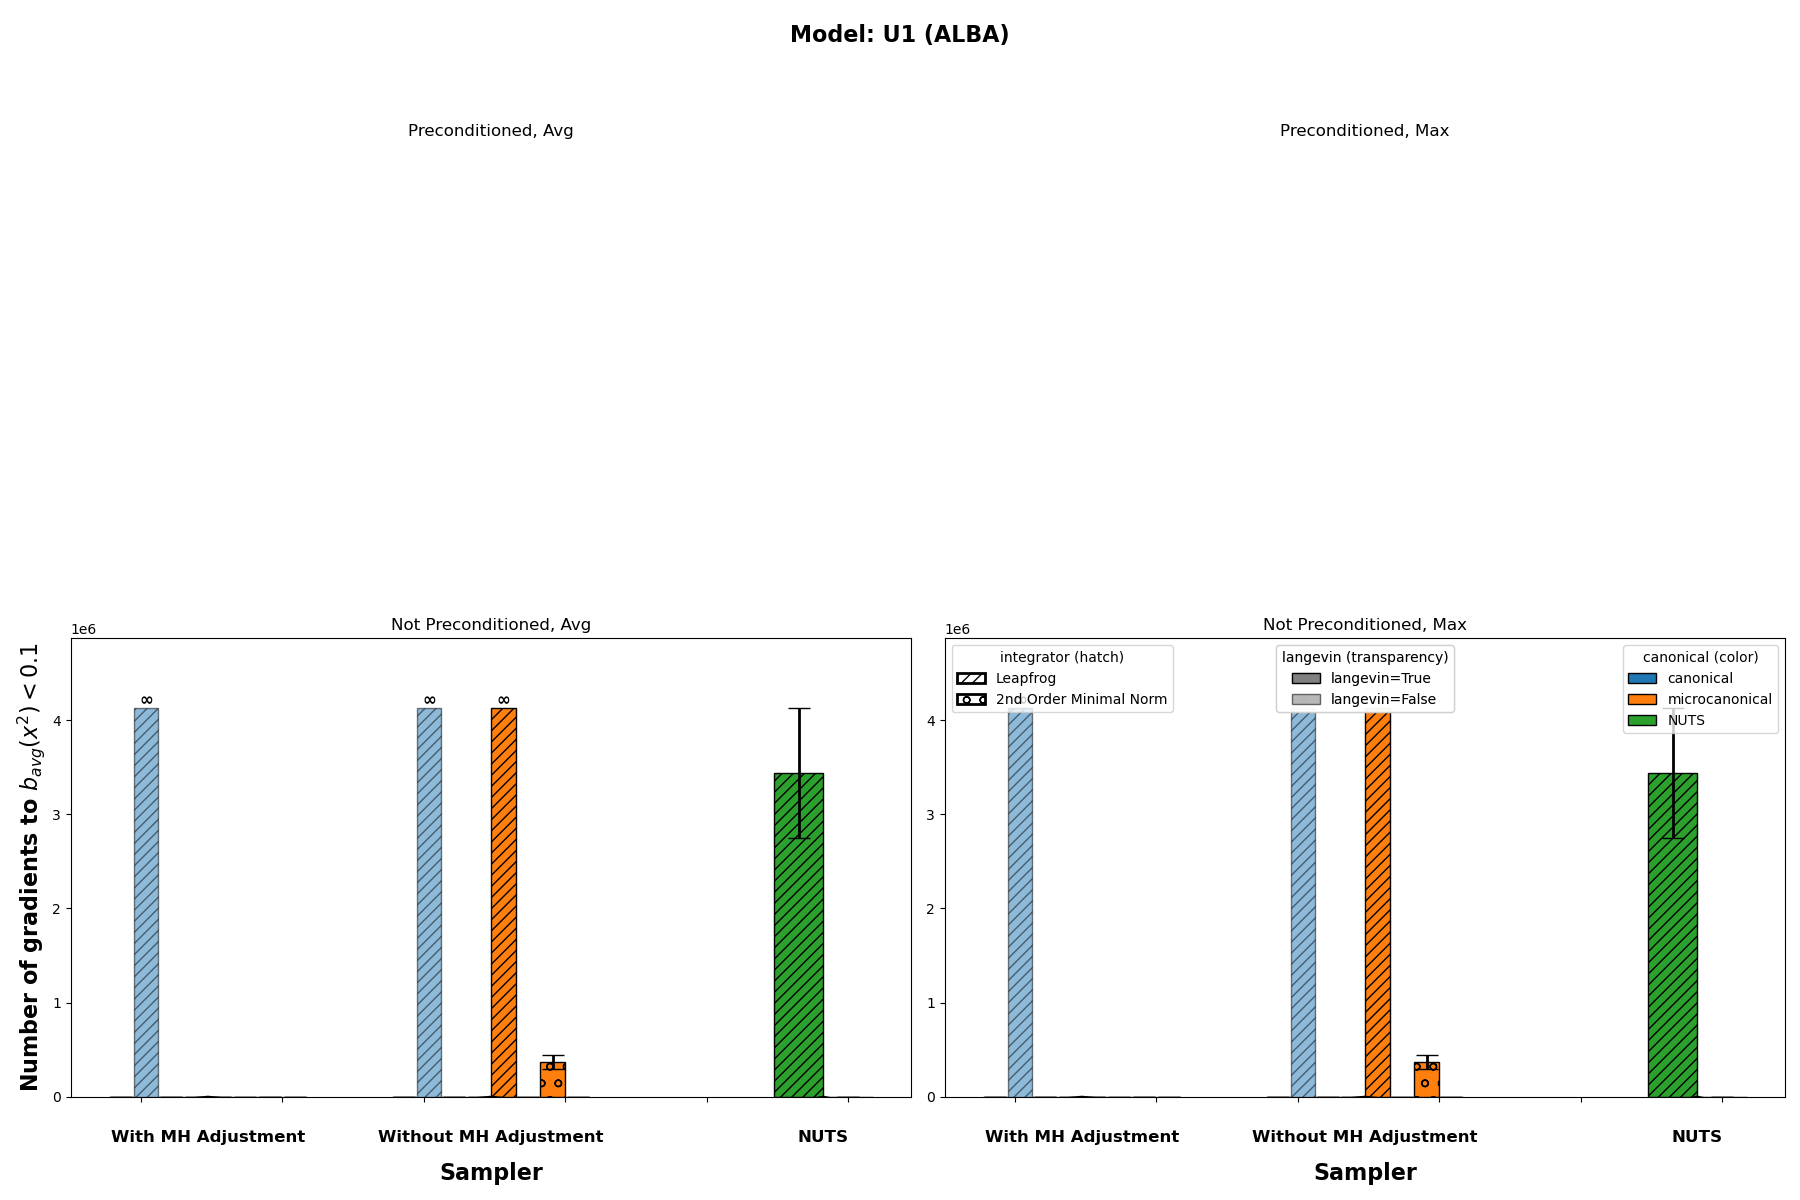 Model: U1 (ALBA)
Preconditioned, Avg
Preconditioned, Max
Not Preconditioned, Avg
1e6
Number of gradients to $b_{avg}(x^2) < 0.1$
4
3
2
1
0
∞
∞
∞
With MH Adjustment
Without MH Adjustment
NUTS
Sampler
Not Preconditioned, Max
1e6
4
3
2
1
0
integrator (hatch)
Leapfrog
2nd Order Minimal Norm
langevin (transparency)
langevin=True
langevin=False
canonical (color)
canonical
microcanonical
NUTS
With MH Adjustment
Without MH Adjustment
NUTS
Sampler